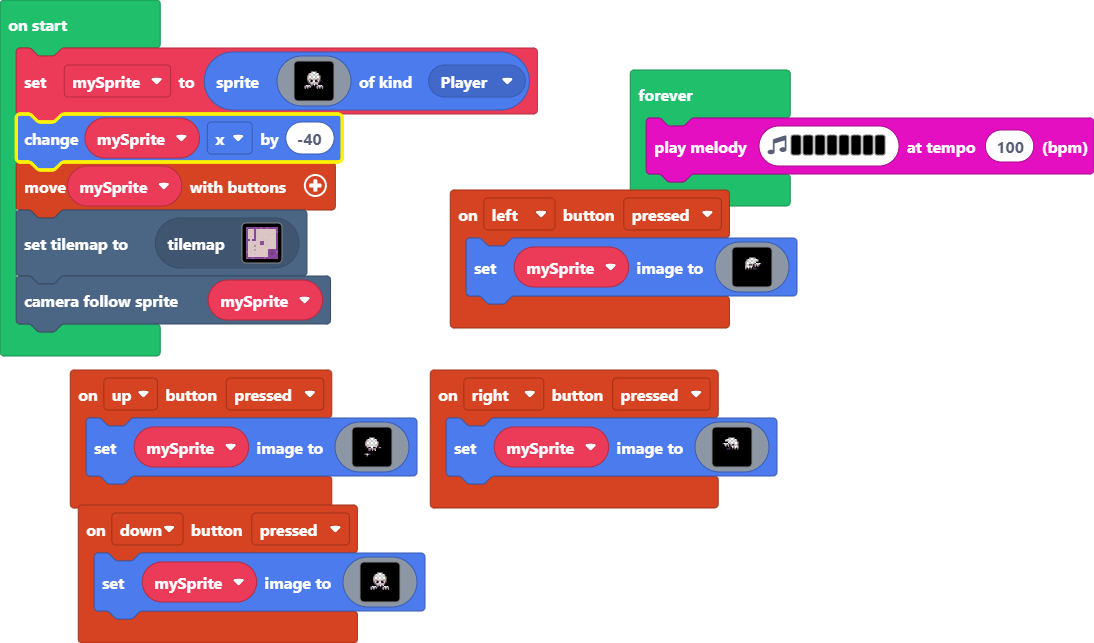 on start
set mySprite to sprite of kind Player
change mySprite x by -40
move mySprite with buttons
set tilemap to tilemap
camera follow sprite mySprite
forever
play melody at tempo 100 (bpm)
on left button pressed
set mySprite image to
on up button pressed
set mySprite image to
on right button pressed
set mySprite image to
on down button pressed
set mySprite image to